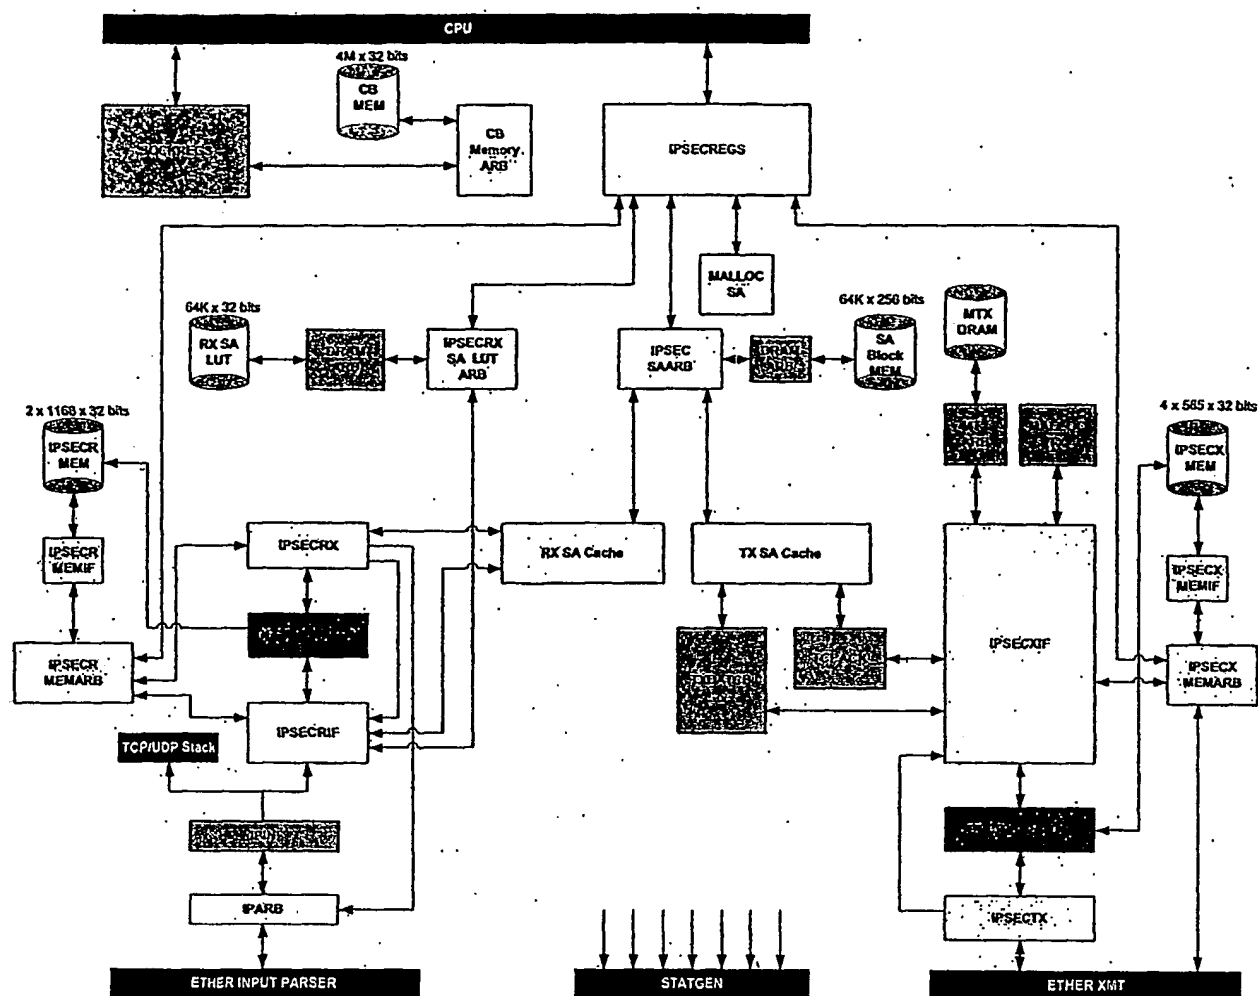 CPU
4M x 32 bits
CB
MEM
CB
Memory
ARB
SOCKREGS
IPSECREGS
MALLOC
SA
64K x 32 bits
RX SA
LUT
IPSECRX
SA LUT
ARB
IPSEC
SAARB
64K x 256 bits
SA
Block
MEM
MTX
DRAM
2 x 1168 x 32 bits
IPSECR
MEM
4 x 585 x 32 bits
IPSECX
MEM
IPSECRX
RX SA Cache
TX SA Cache
IPSECR
MEMIF
IPSECX
MEMIF
IPSECXIF
IPSECR
MEMARB
IPSECX
MEMARB
IPSECRIF
TCP/UDP Stack
IPARB
IPSECTX
ETHER INPUT PARSER
STATGEN
ETHER XMT